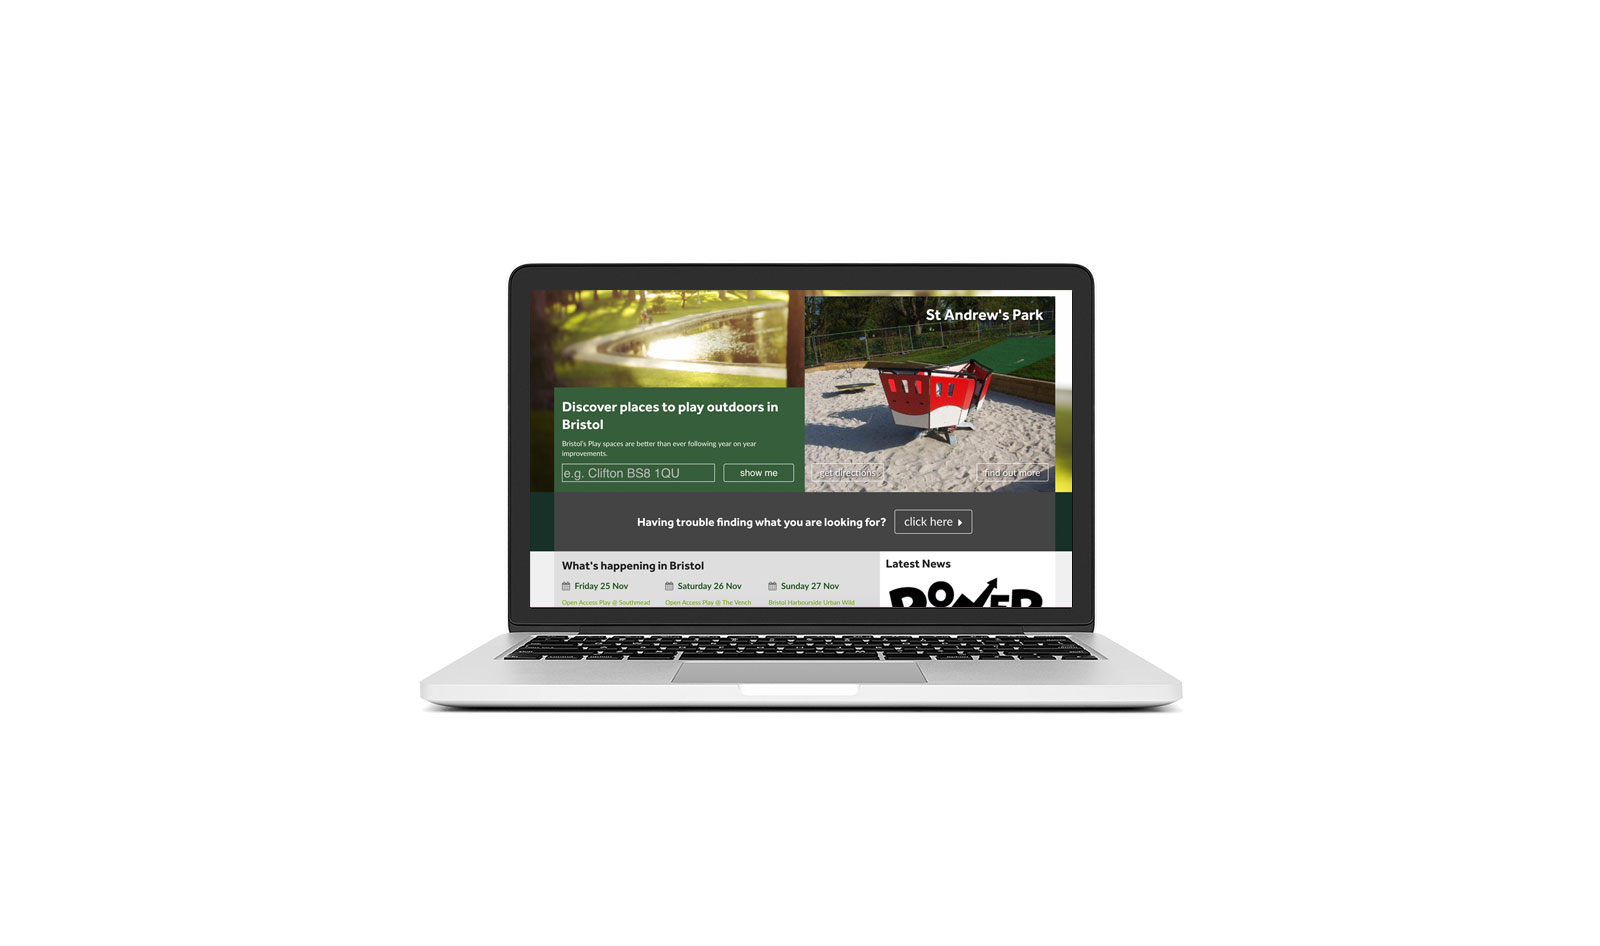 St Andrew's Park
Discover places to play outdoors in
Bristol
Bristol's Play spaces are better than ever following year on year
improvements.
e.g. Clifton BS8 1QU
show me
get directions
find out more
Having trouble finding what you are looking for?
click here
What's happening in Bristol
Friday 25 Nov
Saturday 26 Nov
Sunday 27 Nov
Open Access Play @ Southmead
Open Access Play @ The Vench
Bristol Harbourside Urban Wild
Latest News